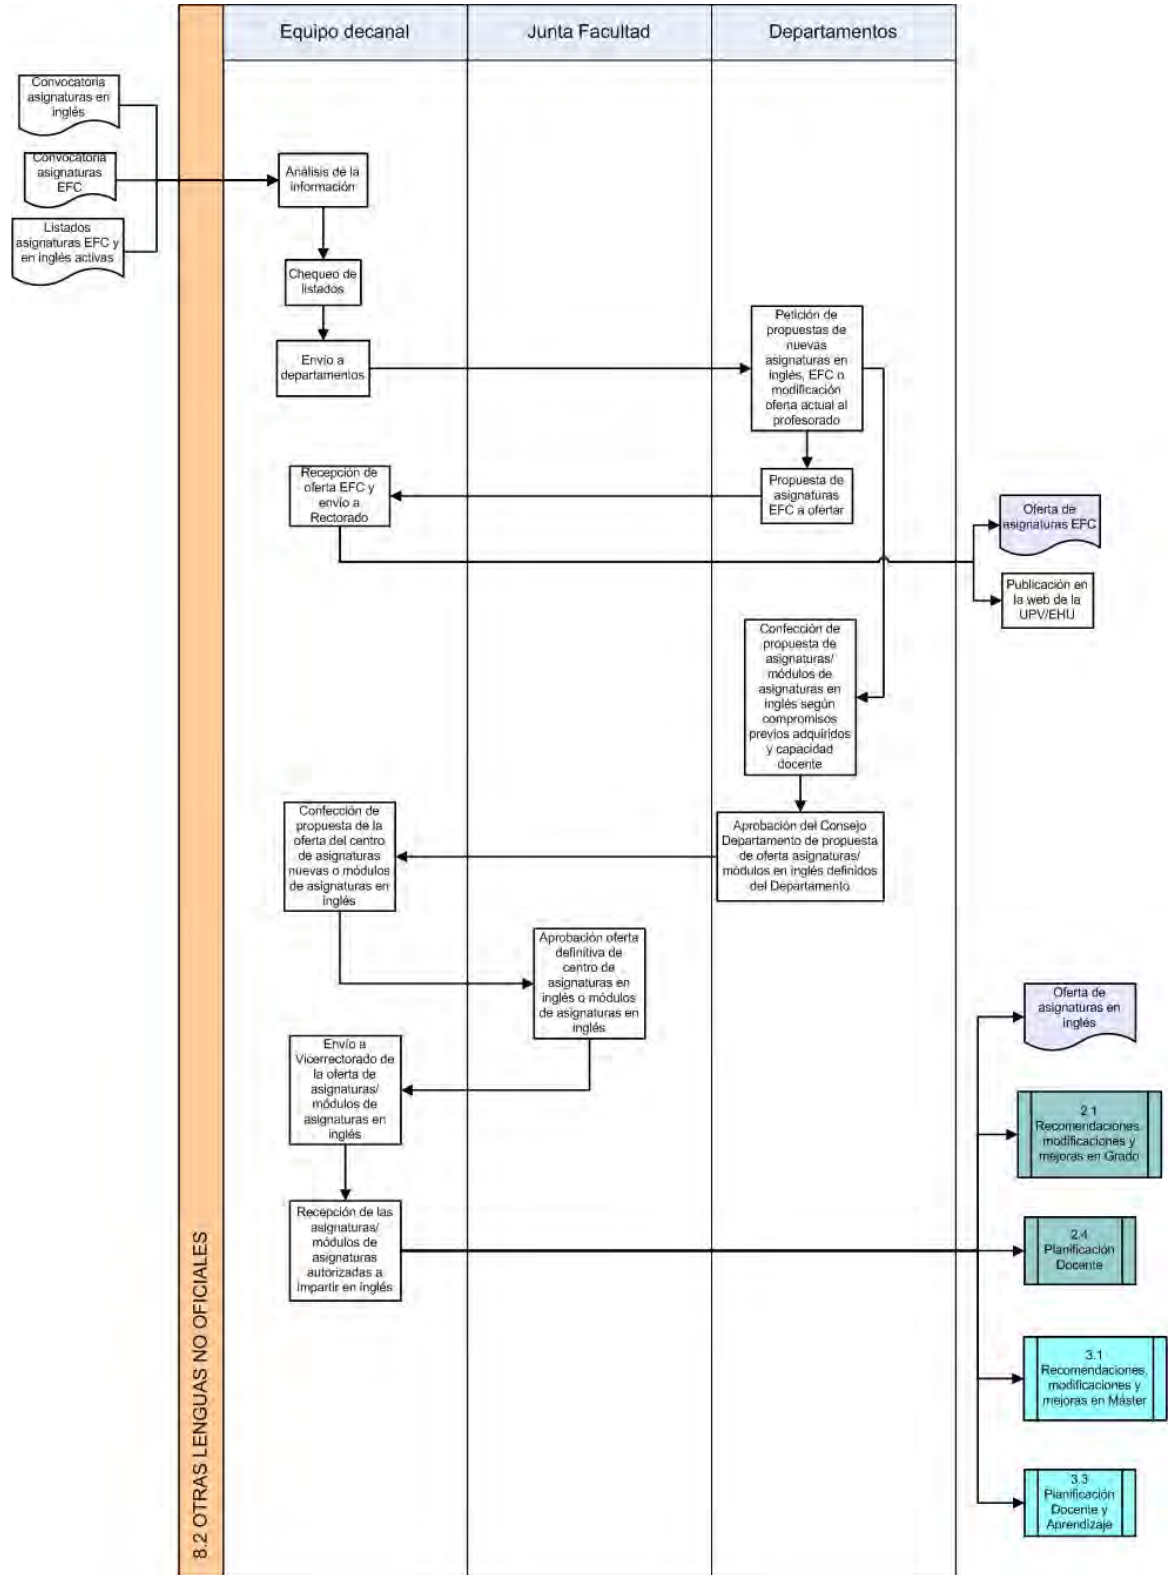 Equipo decanal
Junta Facultad
Departamentos
Convocatoria
asignaturas en
inglés
Convocatoria
asignaturas
EFC
Listados
asignaturas EFC y
en inglés activas
Análisis de la
información
Chequeo de
listados
Envío a
departamentos
Petición de
propuestas de
nuevas
asignaturas en
inglés, EFC o
modificación
oferta actual al
profesorado
Recepción de
oferta EFC y
envío a
Rectorado
Propuesta de
asignaturas
EFC a ofertar
Oferta de
asignaturas EFC
Publicación en
la web de la
UPV/EHU
Confección de
propuesta de
asignaturas/
módulos de
asignaturas en
inglés según
compromisos
previos adquiridos
y capacidad
docente
Confección de
propuesta de la
oferta del centro
de asignaturas
nuevas o módulos
de asignaturas en
inglés
Aprobación del Consejo
Departamento de propuesta
de oferta asignaturas/
módulos en inglés definidos
del Departamento
Aprobación oferta
definitiva de
centro de
asignaturas en
inglés o módulos
de asignaturas en
inglés
Envío a
Vicerrectorado de
la oferta de
asignaturas/
módulos de
asignaturas en
inglés
Recepción de las
asignaturas/
módulos de
asignaturas
autorizadas a
impartir en inglés
Oferta de
asignaturas en
inglés
2.1
Recomendaciones,
modificaciones y
mejoras en Grado
2.4
Planificación
Docente
3.1
Recomendaciones,
modificaciones y
mejoras en Máster
3.3
Planificación
Docente y
Aprendizaje
8.2 OTRAS LENGUAS NO OFICIALES